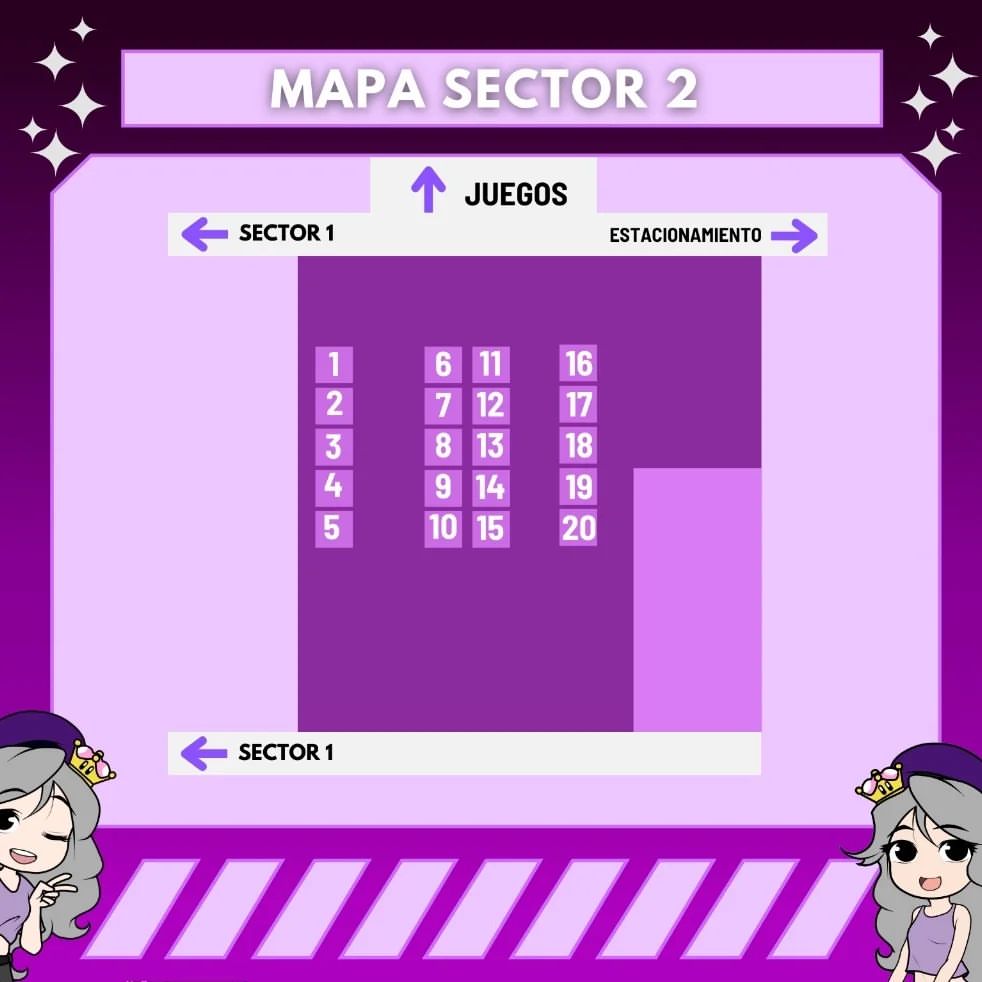 MAPA SECTOR 2
JUEGOS
SECTOR 1
ESTACIONAMIENTO
1 6 11 16
2 7 12 17
3 8 13 18
4 9 14 19
5 10 15 20
SECTOR 1